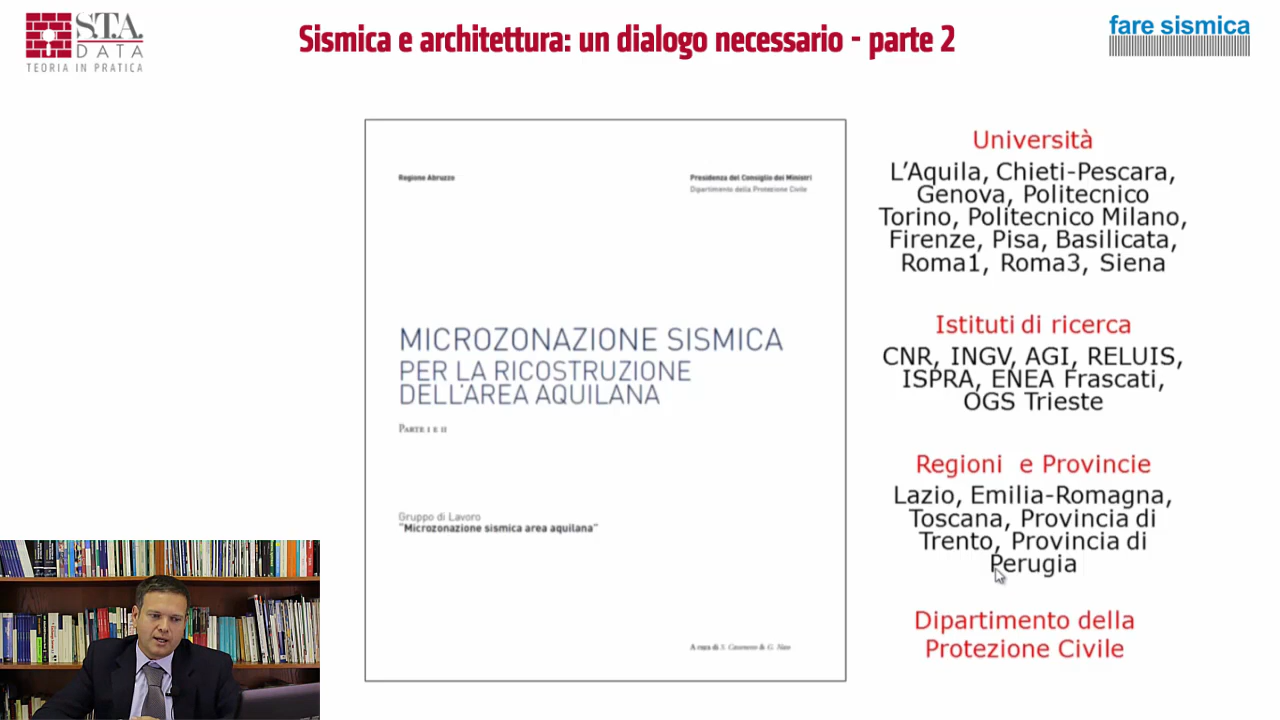 S.T.A.
DATA
TEORIA IN PRATICA
Sismica e architettura: un dialogo necessario - parte 2
fare sismica
Regione Abruzzo
Presidenza del Consiglio dei Ministri
Dipartimento della Protezione Civile
MICROZONAZIONE SISMICA
PER LA RICOSTRUZIONE
DELL'AREA AQUILANA
PARTE I E II
Gruppo di Lavoro
"Microzonazione sismica area aquilana"
A cura di S.
& G.
Università
L'Aquila, Chieti-Pescara,
Genova, Politecnico
Torino, Politecnico Milano,
Firenze, Pisa, Basilicata,
Roma1, Roma3, Siena
Istituti di ricerca
CNR, INGV, AGI, RELUIS,
ISPRA, ENEA Frascati,
OGS Trieste
Regioni e Provincie
Lazio, Emilia-Romagna,
Toscana, Provincia di
Trento, Provincia di
Perugia
Dipartimento della
Protezione Civile